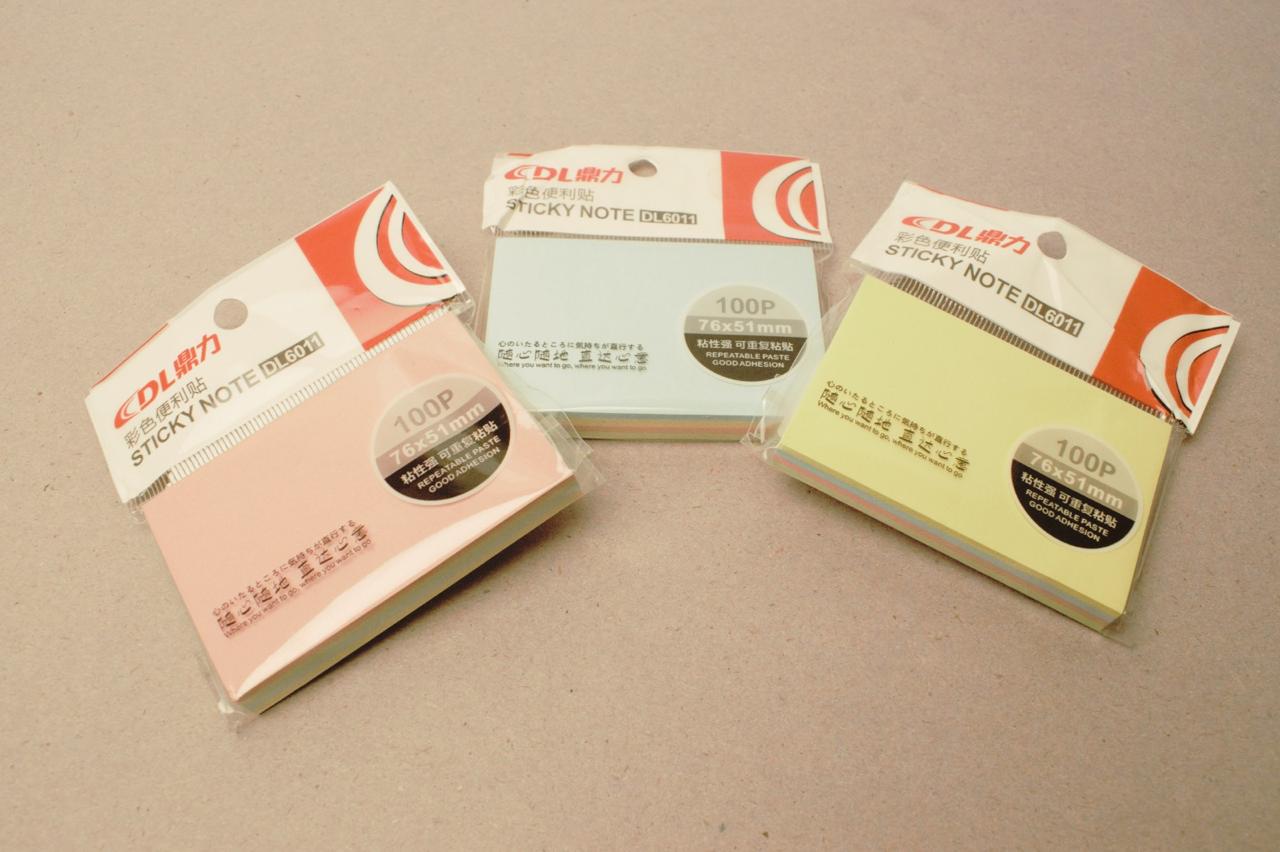 DL鼎力
彩色便利贴
STICKY NOTE DL6011
100P
76x51mm
粘性强 可重复粘贴
REPEATABLE PASTE
GOOD ADHESION
心のいたるところに気持ちが直行する
随心随地 直达心意
Where you want to go, where you want to go
DL鼎力
彩色便利贴
STICKY NOTE DL6011
100P
76x51mm
粘性强 可重复粘贴
REPEATABLE PASTE
GOOD ADHESION
心のいたるところに気持ちが直行する
随心随地 直达心意
Where you want to go, where you want to go
DL鼎力
彩色便利贴
STICKY NOTE DL6011
100P
76x51mm
粘性强 可重复粘贴
REPEATABLE PASTE
GOOD ADHESION
心のいたるところに気持ちが直行する
随心随地 直达心意
Where you want to go, where you want to go